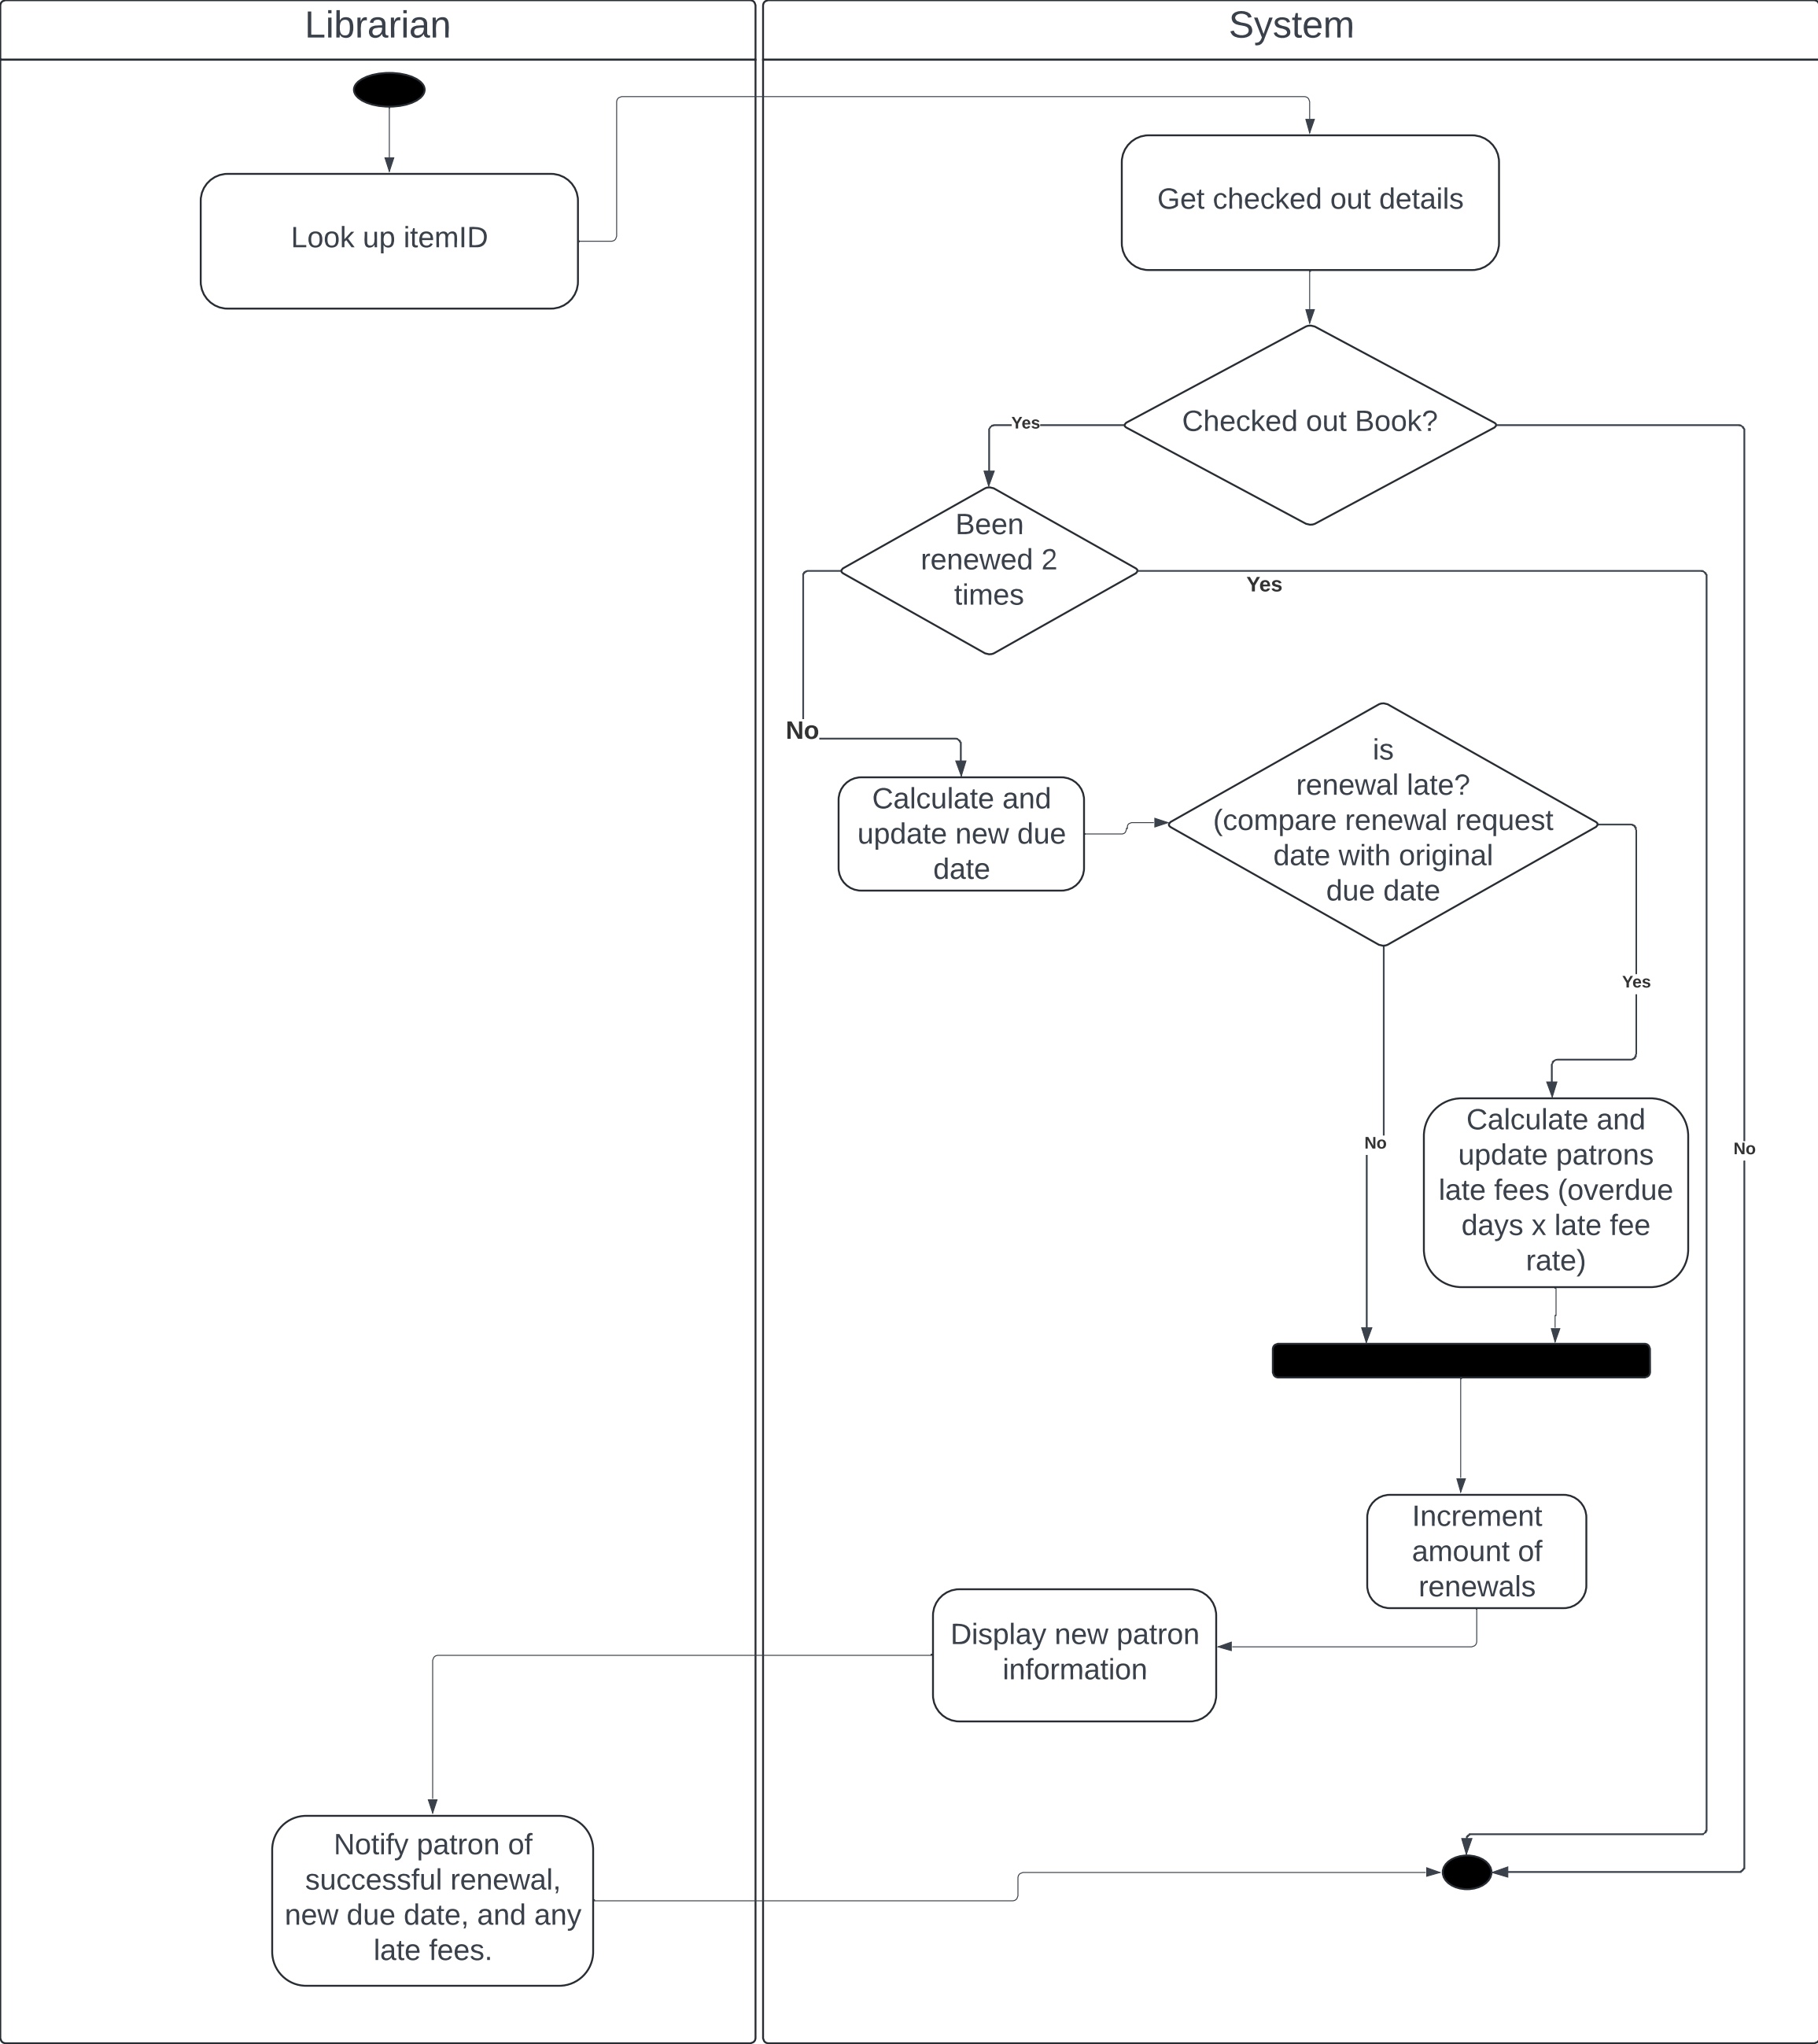 Librarian
System
Look up itemID
Get checked out details
Checked out Book?
Yes
No
Been
renewed 2
times
Yes
No
Calculate and
update new due
date
is
renewal late?
(compare renewal request
date with original
due date
Yes
No
Calculate and
update patrons
late fees (overdue
days x late fee
rate)
Increment
amount of
renewals
Display new patron
information
Notify patron of
successful renewal,
new due date, and any
late fees.